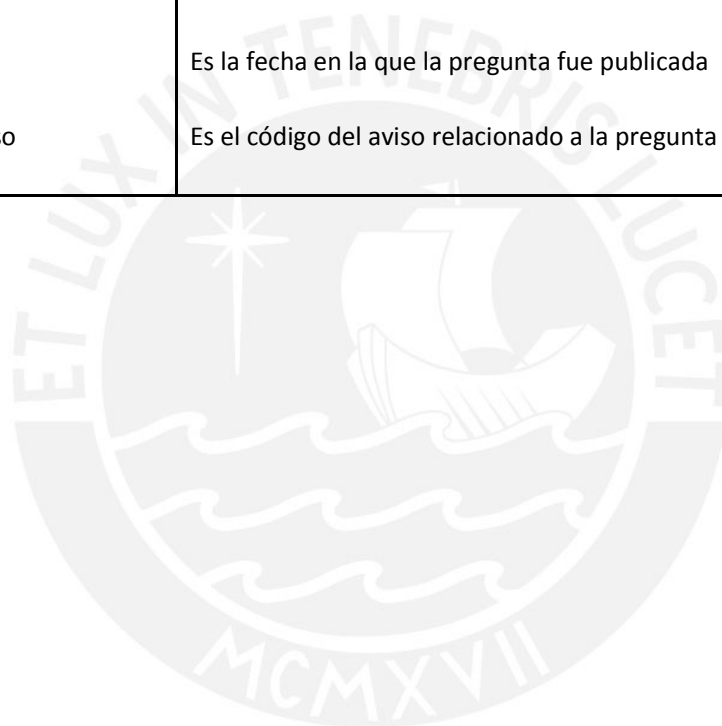 Es la fecha en la que la pregunta fue publicada
so Es el código del aviso relacionado a la pregunta
ET LUX IN TENEBRIS LUCET
MCMXVII